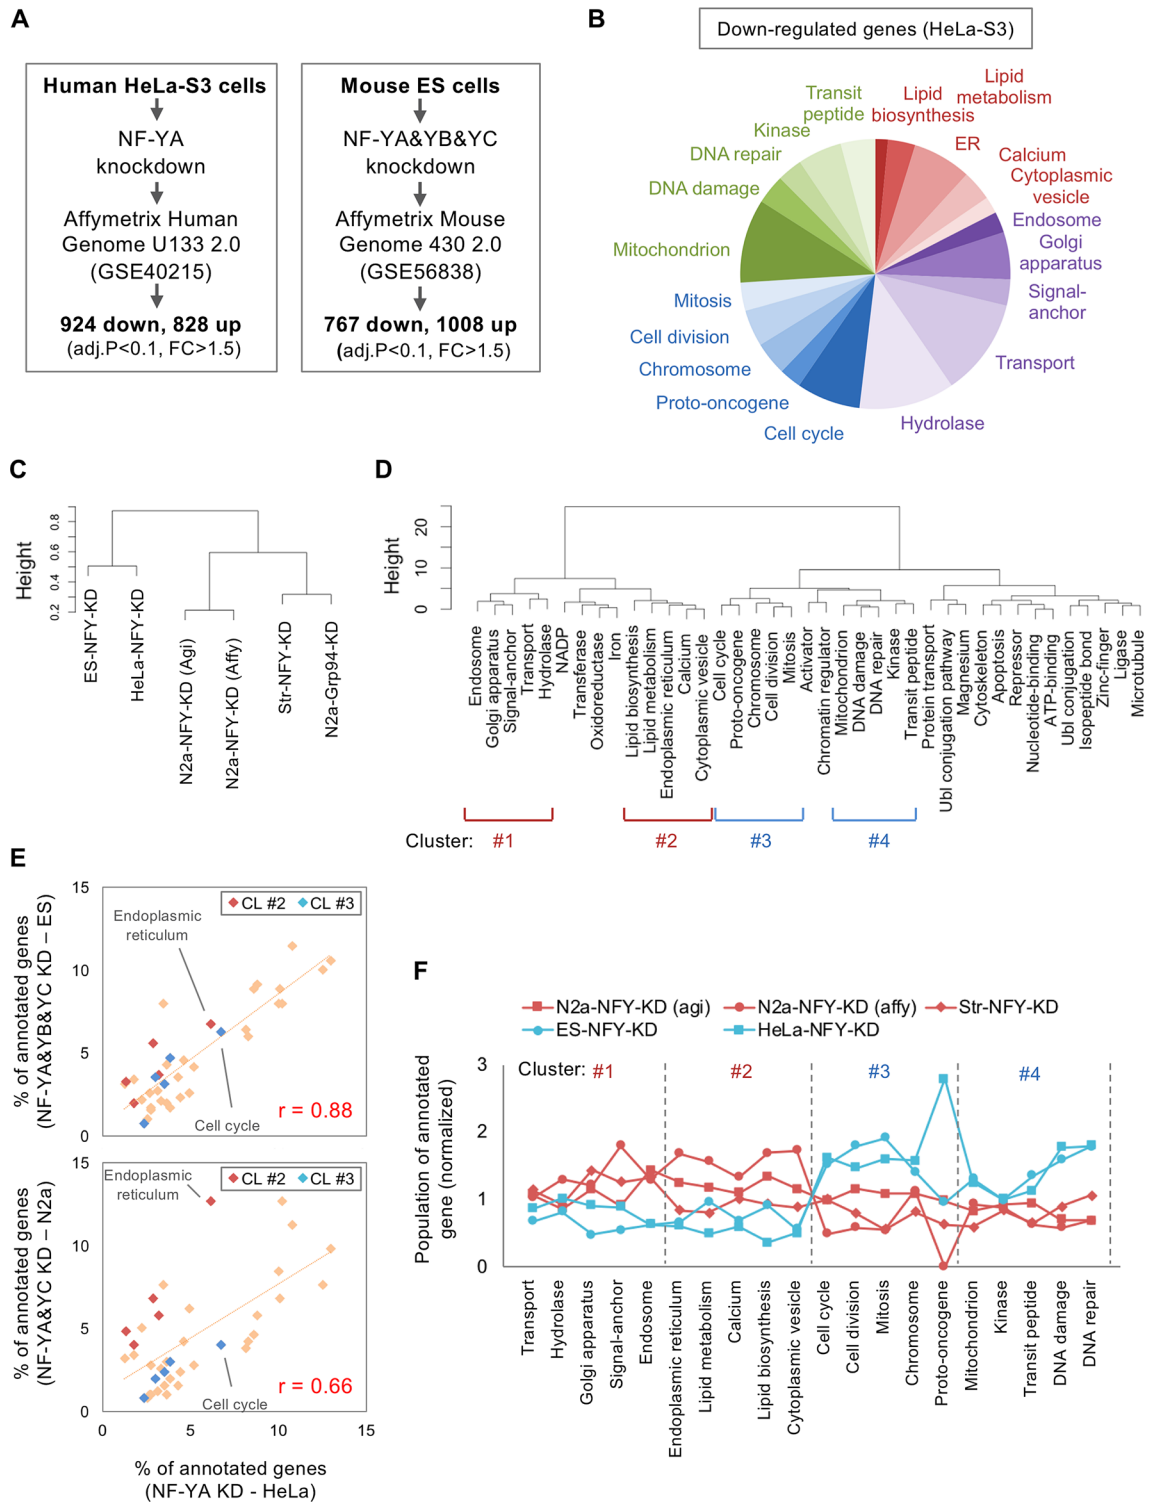 A
Human HeLa-S3 cells
NF-YA
knockdown
Affymetrix Human
Genome U133 2.0
(GSE40215)
924 down, 828 up
(adj.P<0.1, FC>1.5)
Mouse ES cells
NF-YA&YB&YC
knockdown
Affymetrix Mouse
Genome 430 2.0
(GSE56838)
767 down, 1008 up
(adj.P<0.1, FC>1.5)
B
Down-regulated genes (HeLa-S3)
Lipid
biosynthesis
Lipid
metabolism
ER
Calcium
Cytoplasmic
vesicle
Endosome
Golgi
apparatus
Signal-
anchor
Transport
Hydrolase
Cell cycle
Proto-oncogene
Chromosome
Cell division
Mitosis
Mitochondrion
DNA damage
DNA repair
Kinase
Transit
peptide
C
Height
0.8
0.6
0.4
0.2
ES-NFY-KD
HeLa-NFY-KD
N2a-NFY-KD (Agi)
N2a-NFY-KD (Affy)
Str-NFY-KD
N2a-Grp94-KD
D
Height
20
10
0
Endosome
Golgi apparatus
Signal-anchor
Transport
Hydrolase
NADP
Transferase
Oxidoreductase
Iron
Lipid biosynthesis
Lipid metabolism
Endoplasmic reticulum
Calcium
Cytoplasmic vesicle
Cell cycle
Proto-oncogene
Chromosome
Cell division
Mitosis
Activator
Chromatin regulator
Mitochondrion
DNA damage
DNA repair
Kinase
Transit peptide
Protein transport
Ubl conjugation pathway
Magnesium
Cytoskeleton
Apoptosis
Repressor
Nucleotide-binding
ATP-binding
Ubl conjugation
Isopeptide bond
Zinc-finger
Ligase
Microtubule
Cluster: #1 #2 #3 #4
E
% of annotated genes
(NF-YA&YB&YC KD – ES)
15
10
5
0
CL #2 CL #3
Endoplasmic
reticulum
Cell cycle
r = 0.88
% of annotated genes
(NF-YA&YC KD – N2a)
15
10
5
0
CL #2 CL #3
Endoplasmic
reticulum
Cell cycle
r = 0.66
0 5 10 15
% of annotated genes
(NF-YA KD - HeLa)
F
N2a-NFY-KD (agi) N2a-NFY-KD (affy) Str-NFY-KD
ES-NFY-KD HeLa-NFY-KD
Population of annotated
gene (normalized)
3
2
1
0
Cluster: #1 #2 #3 #4
Transport
Hydrolase
Golgi apparatus
Signal-anchor
Endosome
Endoplasmic reticulum
Lipid metabolism
Calcium
Lipid biosynthesis
Cytoplasmic vesicle
Cell cycle
Cell division
Mitosis
Chromosome
Proto-oncogene
Mitochondrion
Kinase
Transit peptide
DNA damage
DNA repair